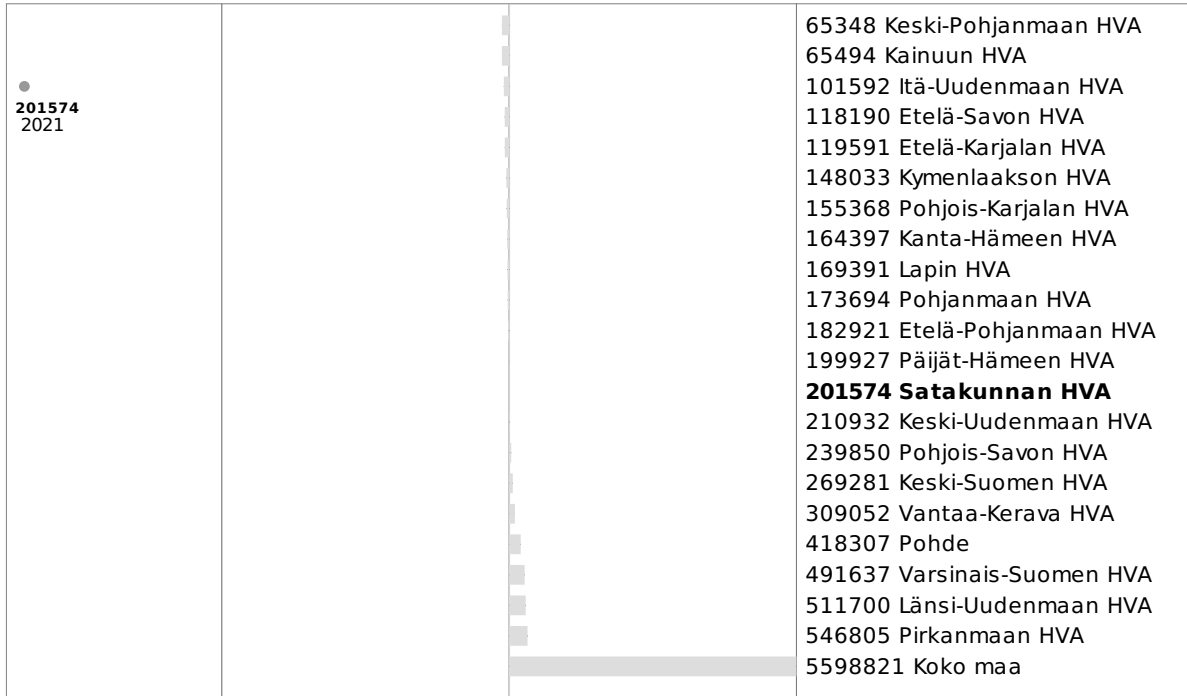 201574
2021
65348 Keski-Pohjanmaan HVA
65494 Kainuun HVA
101592 Itä-Uudenmaan HVA
118190 Etelä-Savon HVA
119591 Etelä-Karjalan HVA
148033 Kymenlaakson HVA
155368 Pohjois-Karjalan HVA
164397 Kanta-Hämeen HVA
169391 Lapin HVA
173694 Pohjanmaan HVA
182921 Etelä-Pohjanmaan HVA
199927 Päijät-Hämeen HVA
201574 Satakunnan HVA
210932 Keski-Uudenmaan HVA
239850 Pohjois-Savon HVA
269281 Keski-Suomen HVA
309052 Vantaa-Kerava HVA
418307 Pohde
491637 Varsinais-Suomen HVA
511700 Länsi-Uudenmaan HVA
546805 Pirkanmaan HVA
5598821 Koko maa